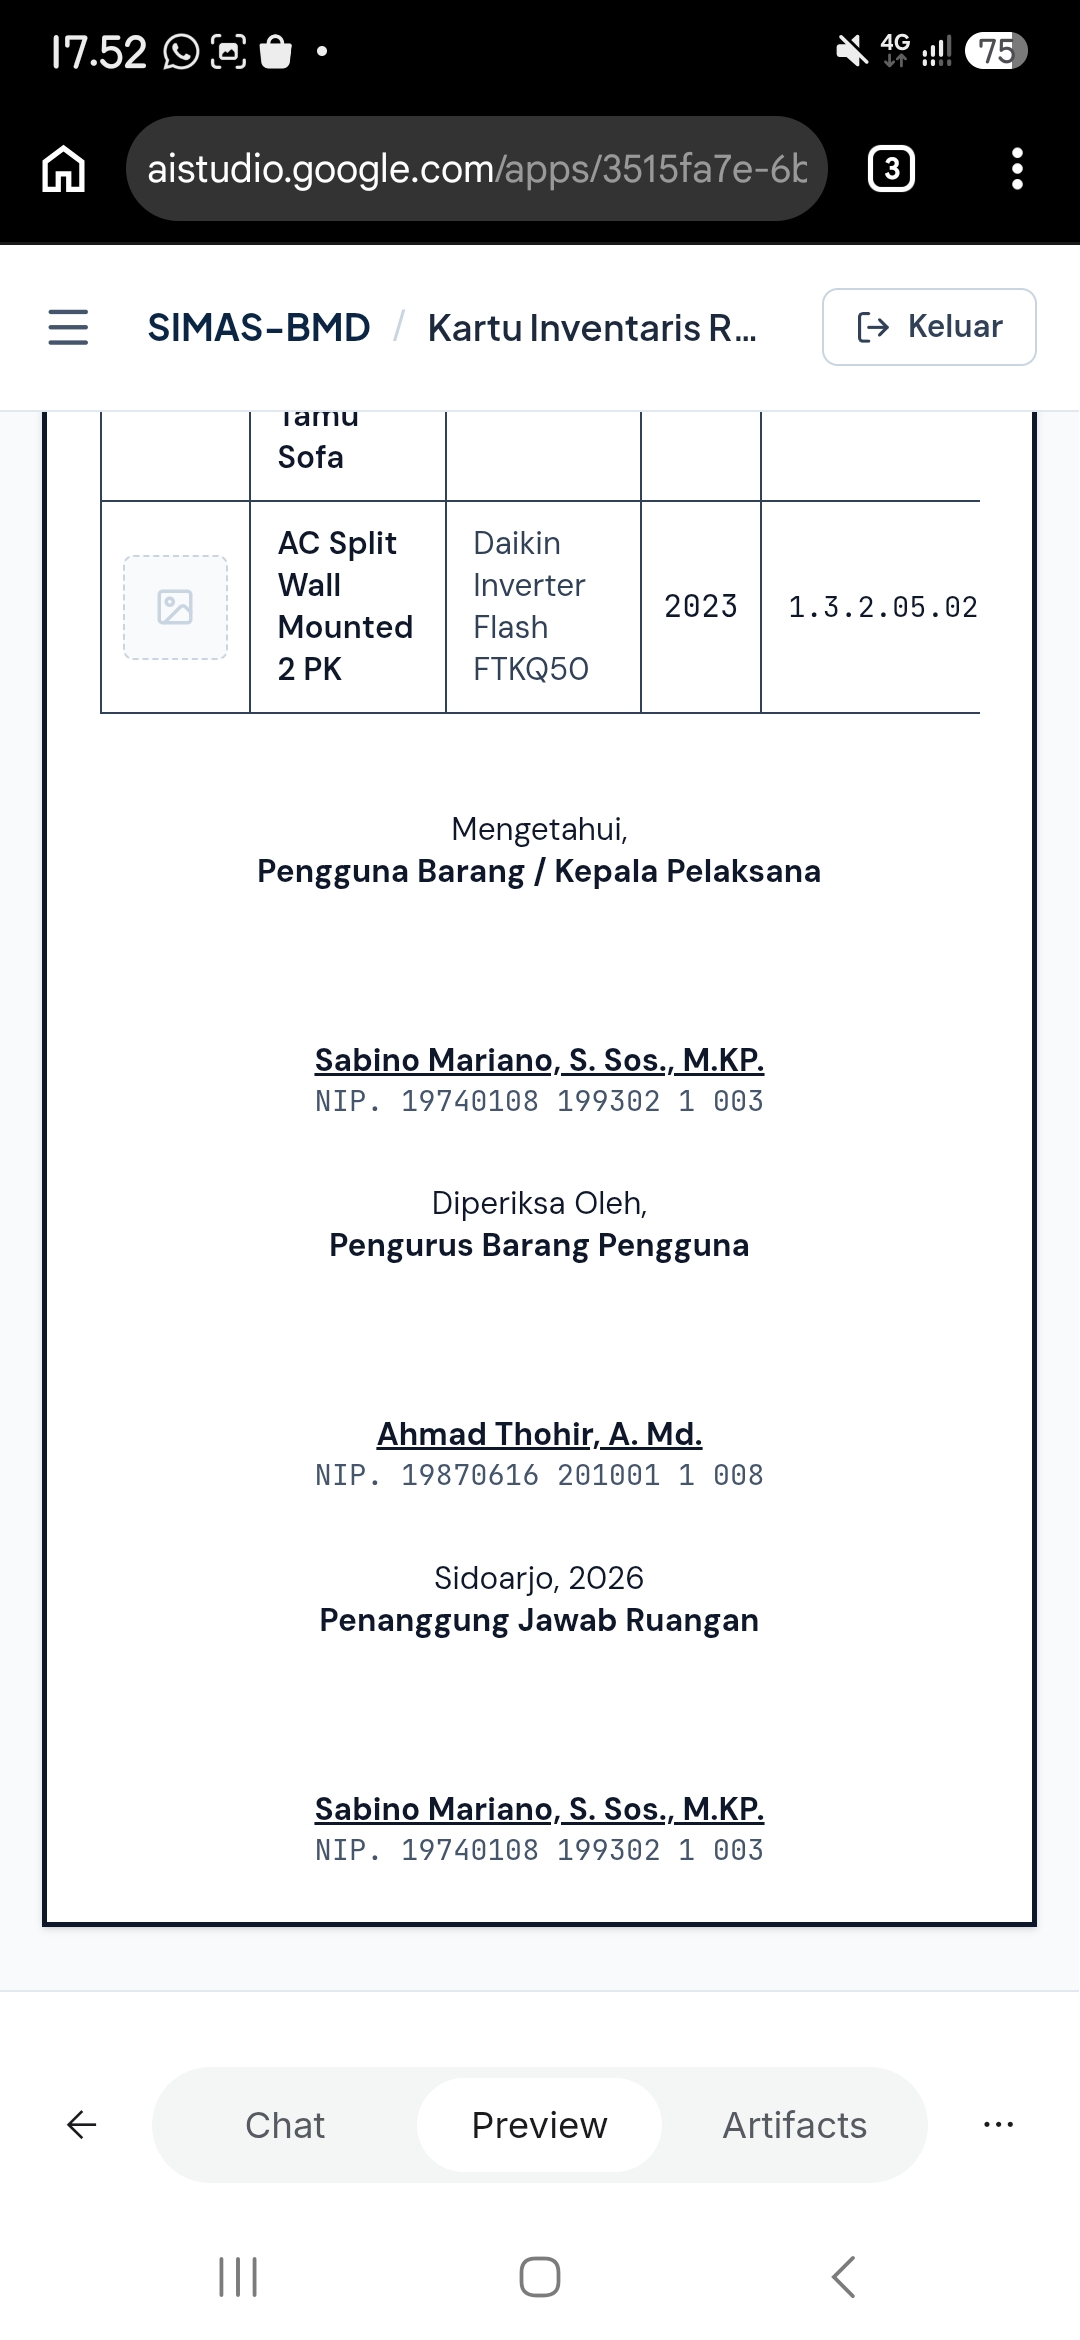 17.52
4G
75
aistudio.google.com/apps/3515fa7e-6b
3
SIMAS-BMD / Kartu Inventaris R...
Keluar
Tamu
Sofa
AC Split
Wall
Mounted
2 PK
Daikin
Inverter
Flash
FTKQ50
2023
1.3.2.05.02
Mengetahui,
Pengguna Barang / Kepala Pelaksana
Sabino Mariano, S. Sos., M.KP.
NIP. 19740108 199302 1 003
Diperiksa Oleh,
Pengurus Barang Pengguna
Ahmad Thohir, A. Md.
NIP. 19870616 201001 1 008
Sidoarjo, 2026
Penanggung Jawab Ruangan
Sabino Mariano, S. Sos., M.KP.
NIP. 19740108 199302 1 003
Chat
Preview
Artifacts